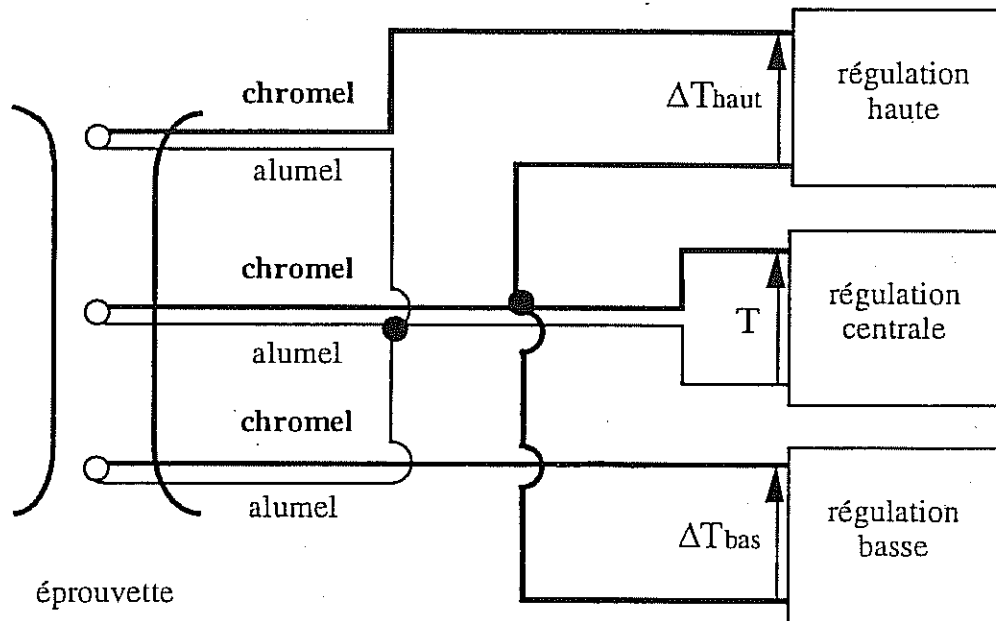 chromel
alumel
chromel
alumel
chromel
alumel
éprouvette
ΔThaut
régulation
haute
T
régulation
centrale
ΔTbas
régulation
basse